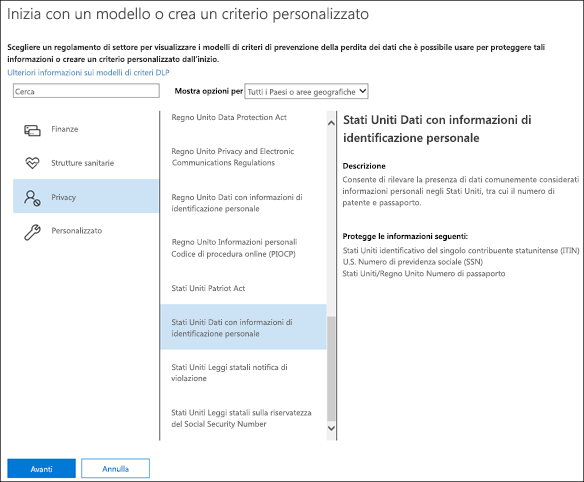 Inizia con un modello o crea un criterio personalizzato
Scegliere un regolamento di settore per visualizzare i modelli di criteri di prevenzione della perdita dei dati che è possibile usare per proteggere tali
informazioni o creare un criterio personalizzato dall'inizio.
Ulteriori informazioni sui modelli di criteri DLP
Cerca
Mostra opzioni per
Tutti i Paesi o aree geografiche
Finanze
Strutture sanitarie
Privacy
Personalizzato
Regno Unito Data Protection Act
Regno Unito Privacy and Electronic
Communications Regulations
Regno Unito Dati con informazioni di
identificazione personale
Regno Unito Informazioni personali
Codice di procedura online (PIOCP)
Stati Uniti Patriot Act
Stati Uniti Dati con informazioni di
identificazione personale
Stati Uniti Leggi statali notifica di
violazione
Stati Uniti Leggi statali sulla riservatezza
del Social Security Number
Stati Uniti Dati con informazioni di
identificazione personale
Descrizione
Consente di rilevare la presenza di dati comunemente considerati
informazioni personali negli Stati Uniti, tra cui il numero di
patente e passaporto.
Protegge le informazioni seguenti:
Stati Uniti identificativo del singolo contribuente statunitense (ITIN)
U.S. Numero di previdenza sociale (SSN)
Stati Uniti/Regno Unito Numero di passaporto
Avanti
Annulla